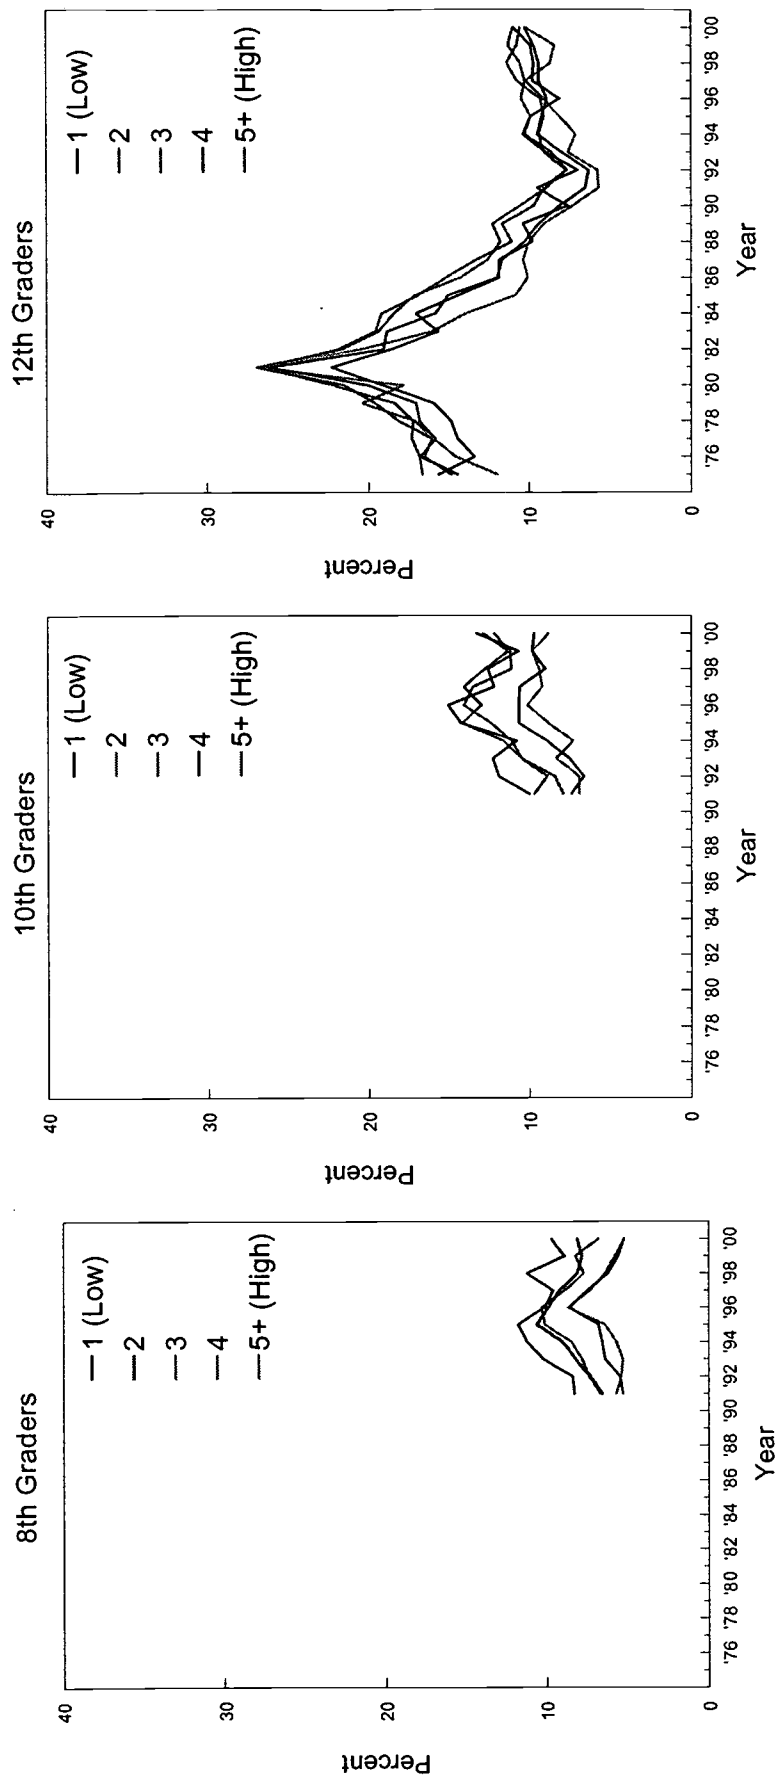 8th Graders
1 (Low)
2
3
4
5+ (High)
40
30
20
10
0
Percent
'76 '78 '80 '82 '84 '86 '88 '90 '92 '94 '96 '98 '00
Year
10th Graders
1 (Low)
2
3
4
5+ (High)
40
30
20
10
0
Percent
'76 '78 '80 '82 '84 '86 '88 '90 '92 '94 '96 '98 '00
Year
12th Graders
1 (Low)
2
3
4
5+ (High)
40
30
20
10
0
Percent
'76 '78 '80 '82 '84 '86 '88 '90 '92 '94 '96 '98 '00
Year